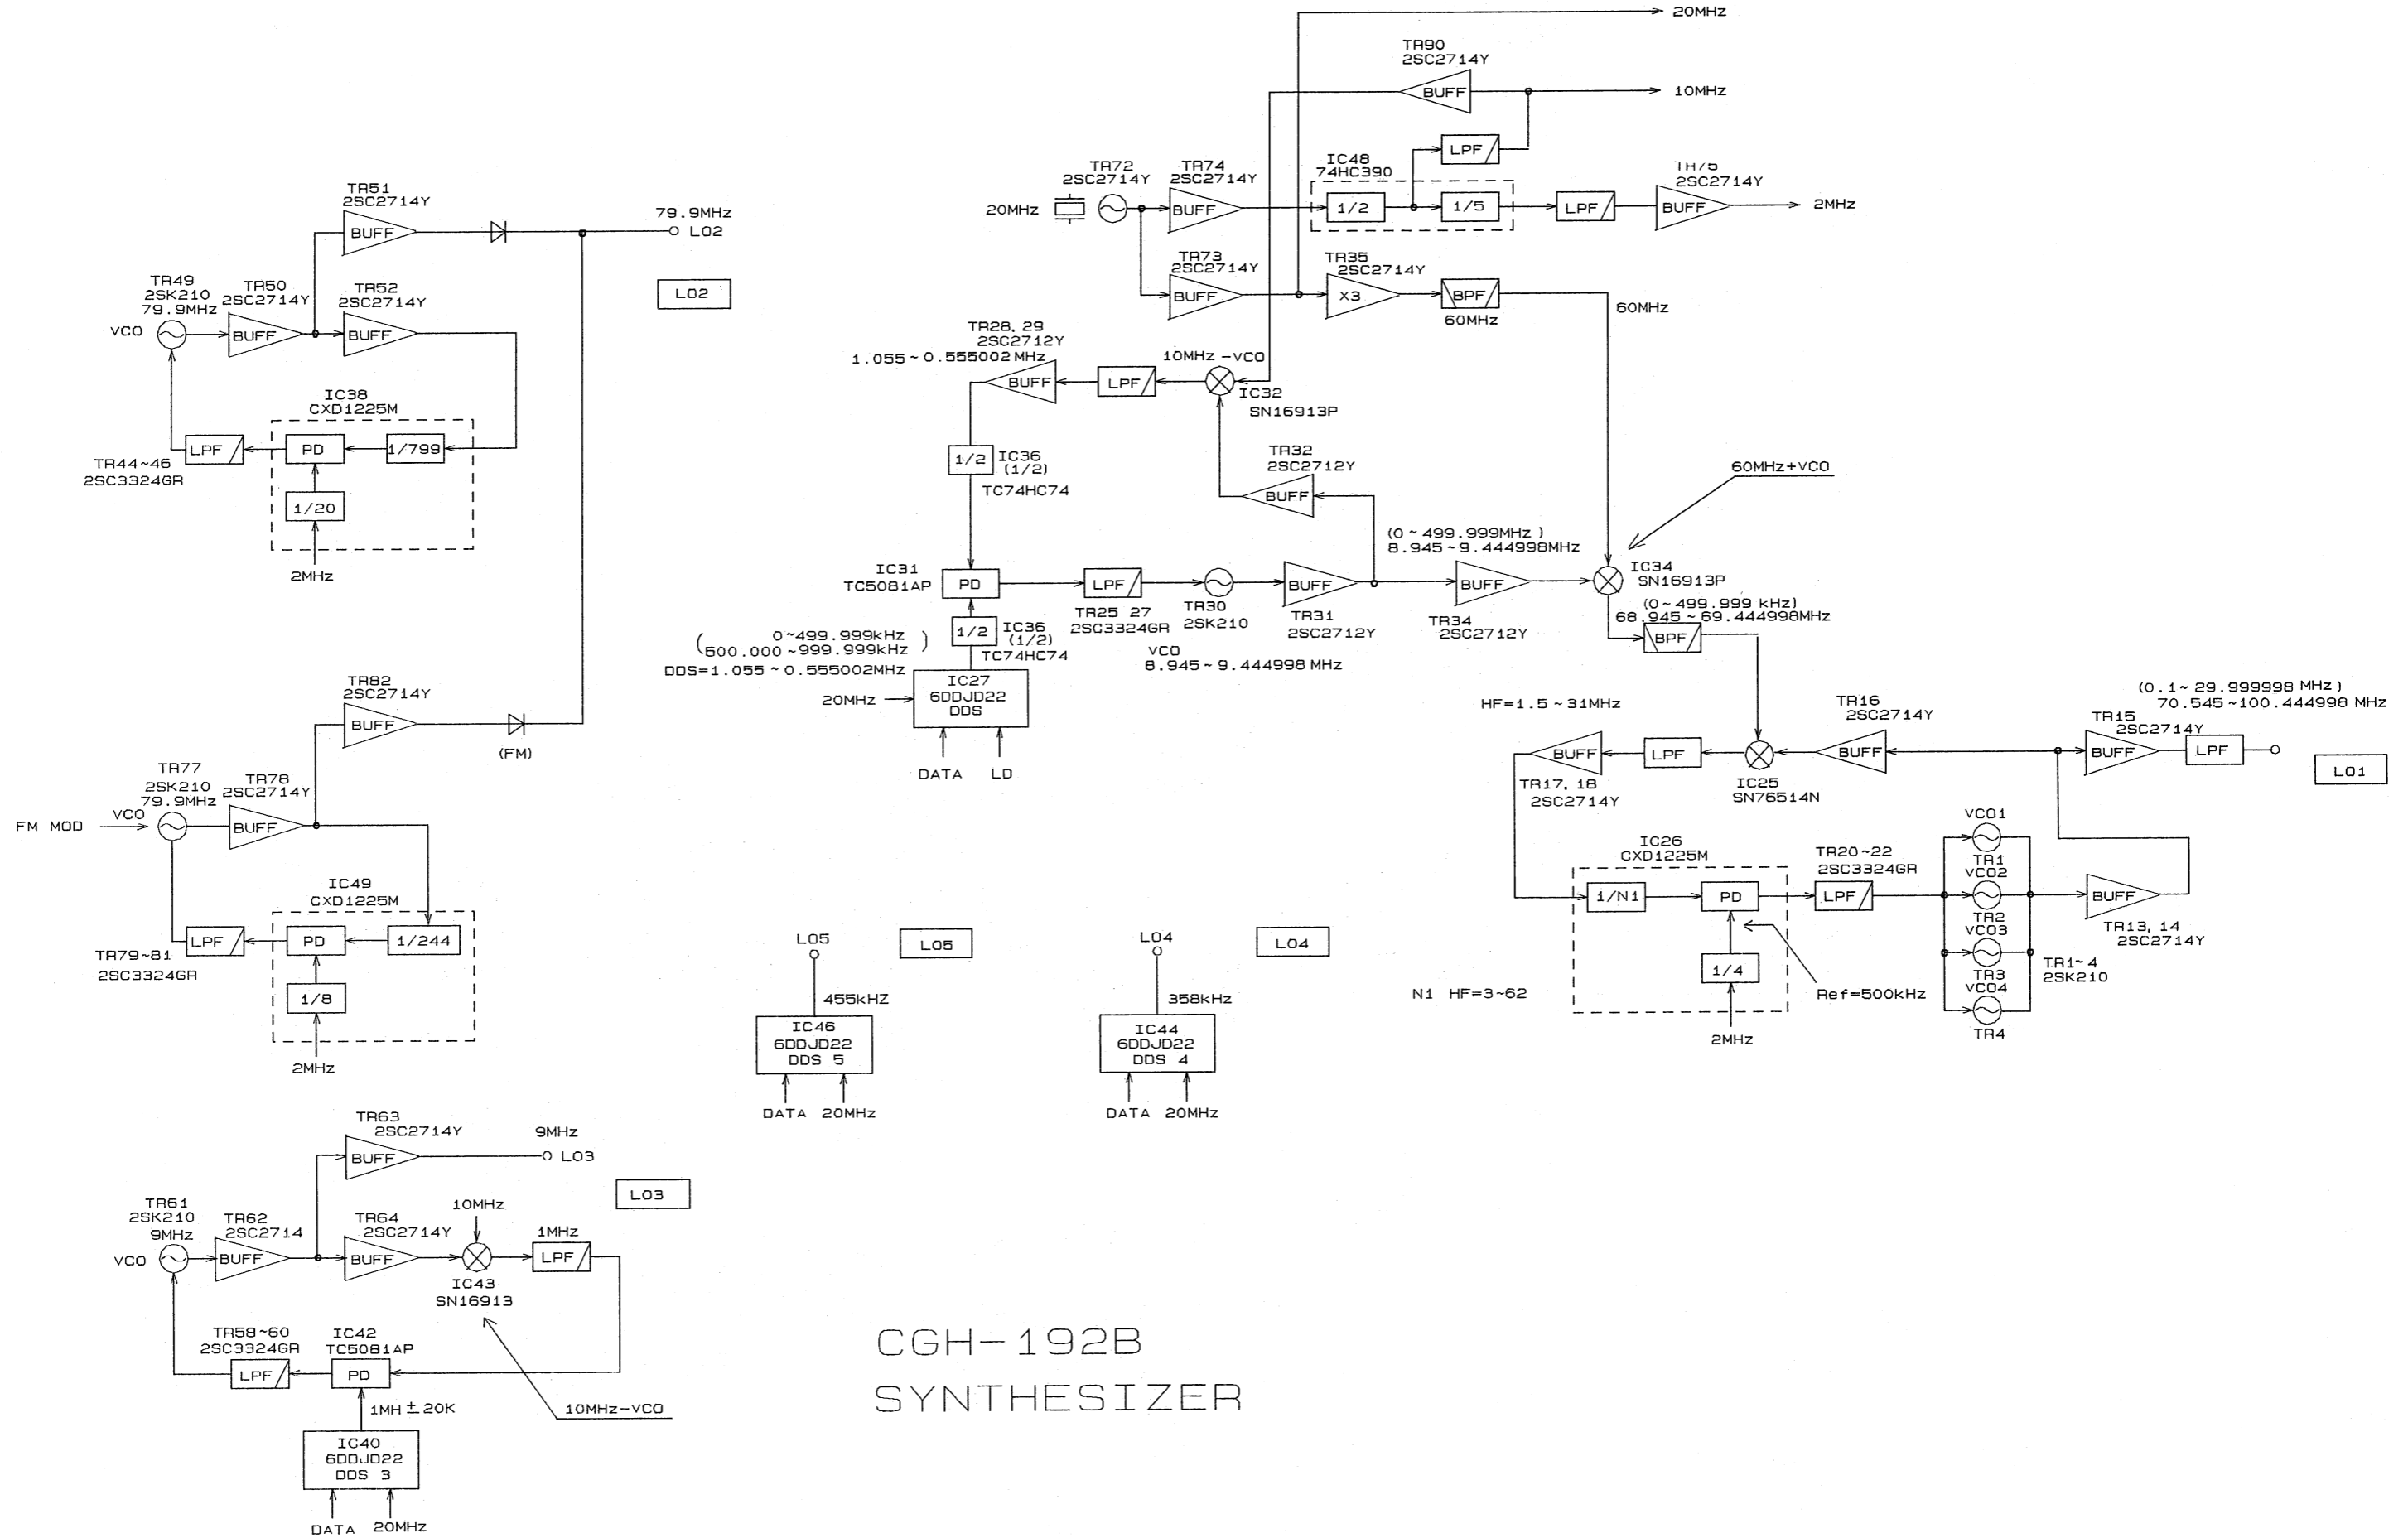 20MHz
TR90
2SC2714Y
BUFF
10MHz
LPF
TR72
2SC2714Y
TR74
2SC2714Y
IC48
74HC390
2SC2714Y
20MHz
BUFF
1/2
1/5
LPF
BUFF
2MHz
TR73
2SC2714Y
TR35
2SC2714Y
BUFF
X3
BPF
60MHz
60MHz
TR51
2SC2714Y
BUFF
79.9MHz
LO2
LO2
TR49
2SK210
79.9MHz
TR50
2SC2714Y
TR52
2SC2714Y
VCO
BUFF
BUFF
IC38
CXD1225M
LPF
PD
1/799
TR44~46
2SC3324GR
1/20
2MHz
TR28, 29
2SC2712Y
1.055~0.555002MHz
10MHz-VCO
BUFF
LPF
IC32
SN16913P
1/2
IC36
(1/2)
TC74HC74
TR32
2SC2712Y
BUFF
60MHz+VCO
(0~499.999MHz)
8.945~9.444998MHz
IC31
TC5081AP
PD
LPF
BUFF
BUFF
IC34
SN16913P
TR25 27
2SC3324GR
TR30
2SK210
TR31
2SC2712Y
TR34
2SC2712Y
(0~499.999 kHz)
68.945~69.444998MHz
BPF
1/2
IC36
(1/2)
TC74HC74
VCO
8.945~9.444998 MHz
( 0~499.999kHz )
500.000~999.999kHz
DDS=1.055~0.555002MHz
20MHz
IC27
6DDJD22
DDS
DATA LD
TR82
2SC2714Y
BUFF
(FM)
TR77
2SK210
79.9MHz
TR78
2SC2714Y
FM MOD
VCO
BUFF
IC49
CXD1225M
LPF
PD
1/244
TR79~81
2SC3324GR
1/8
2MHz
HF=1.5~31MHz
TR16
2SC2714Y
(0.1~29.999998 MHz)
70.545~100.444998 MHz
TR15
2SC2714Y
BUFF
LPF
BUFF
BUFF
LPF
TR17, 18
2SC2714Y
IC25
SN76514N
LO1
IC26
CXD1225M
TR20~22
2SC3324GR
VCO1
TR1
VCO2
1/N1
PD
LPF
BUFF
TR2
VCO3
TR13, 14
2SC2714Y
1/4
TR3
VCO4
TR1~4
2SK210
TR4
N1 HF=3~62
Ref=500kHz
2MHz
LO5
LO5
455kHZ
IC46
6DDJD22
DDS 5
DATA 20MHz
LO4
LO4
358kHz
IC44
6DDJD22
DDS 4
DATA 20MHz
TR63
2SC2714Y
BUFF
9MHz
LO3
LO3
TR61
2SK210
9MHz
TR62
2SC2714
TR64
2SC2714Y
10MHz
1MHz
VCO
BUFF
BUFF
LPF
IC43
SN16913
TR58~60
2SC3324GR
IC42
TC5081AP
LPF
PD
1MH±20K
10MHz-VCO
IC40
6DDJD22
DDS 3
DATA 20MHz
CGH-192B
SYNTHESIZER